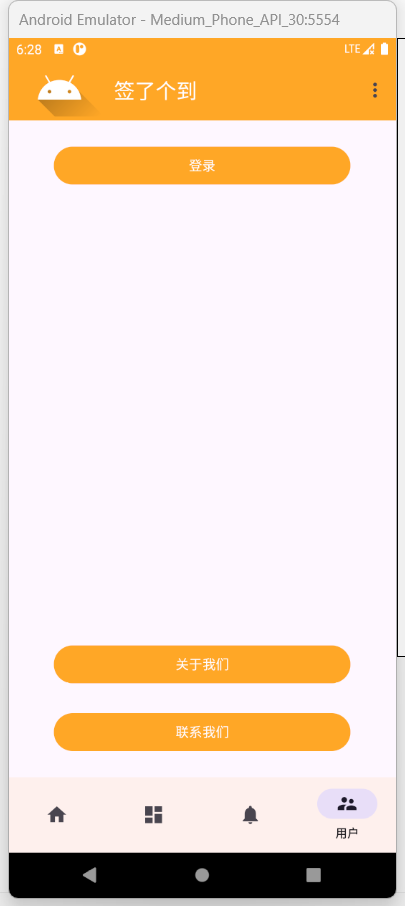 Android Emulator - Medium_Phone_API_30:5554
6:28 A LTE
签了个到
登录
关于我们
联系我们
用户